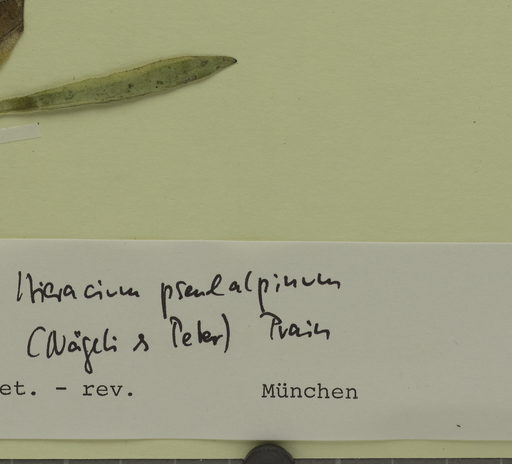 Hieracium pseudalpinum
(Nägeli & Peter) Prain
et. - rev. München